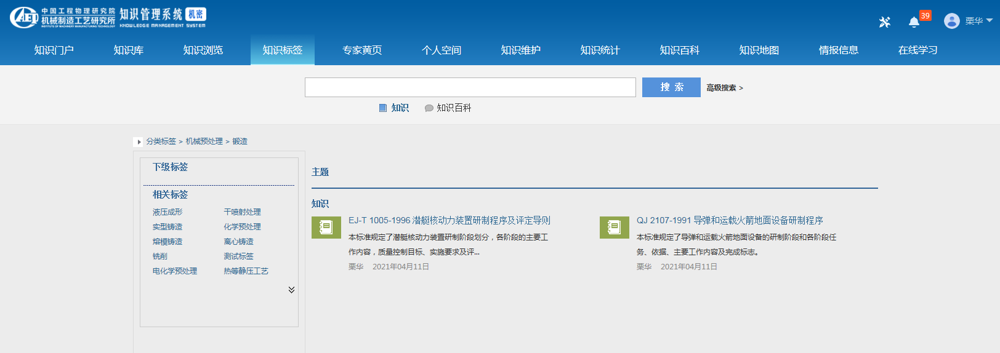 中国工程物理研究院
机械制造工艺研究所
INSTITUTE OF MACHINERY MANUFACTURING TECHNOLOGY
知识管理系统 机密
KNOWLEDGE MANAGEMENT SYSTEM
39
栗华
知识门户 知识库 知识浏览 知识标签 专家黄页 个人空间 知识维护 知识统计 知识百科 知识地图 情报信息 在线学习
搜 索 高级搜索 >
知识 知识百科
分类标签 > 机械预处理 > 锻造
下级标签
相关标签
液压成形 干喷射处理
实型铸造 化学预处理
熔模铸造 离心铸造
铣削 测试标签
电化学预处理 热等静压工艺
主题
知识
EJ-T 1005-1996 潜艇核动力装置研制程序及评定导则
本标准规定了潜艇核动力装置研制阶段划分，各阶段的主要工
作内容，质量控制目标、实施要求及评...
栗华 2021年04月11日
QJ 2107-1991 导弹和运载火箭地面设备研制程序
本标准规定了导弹和运载火箭地面设备的研制阶段和各阶段任
务、依据、主要工作内容及完成标志。
栗华 2021年04月11日